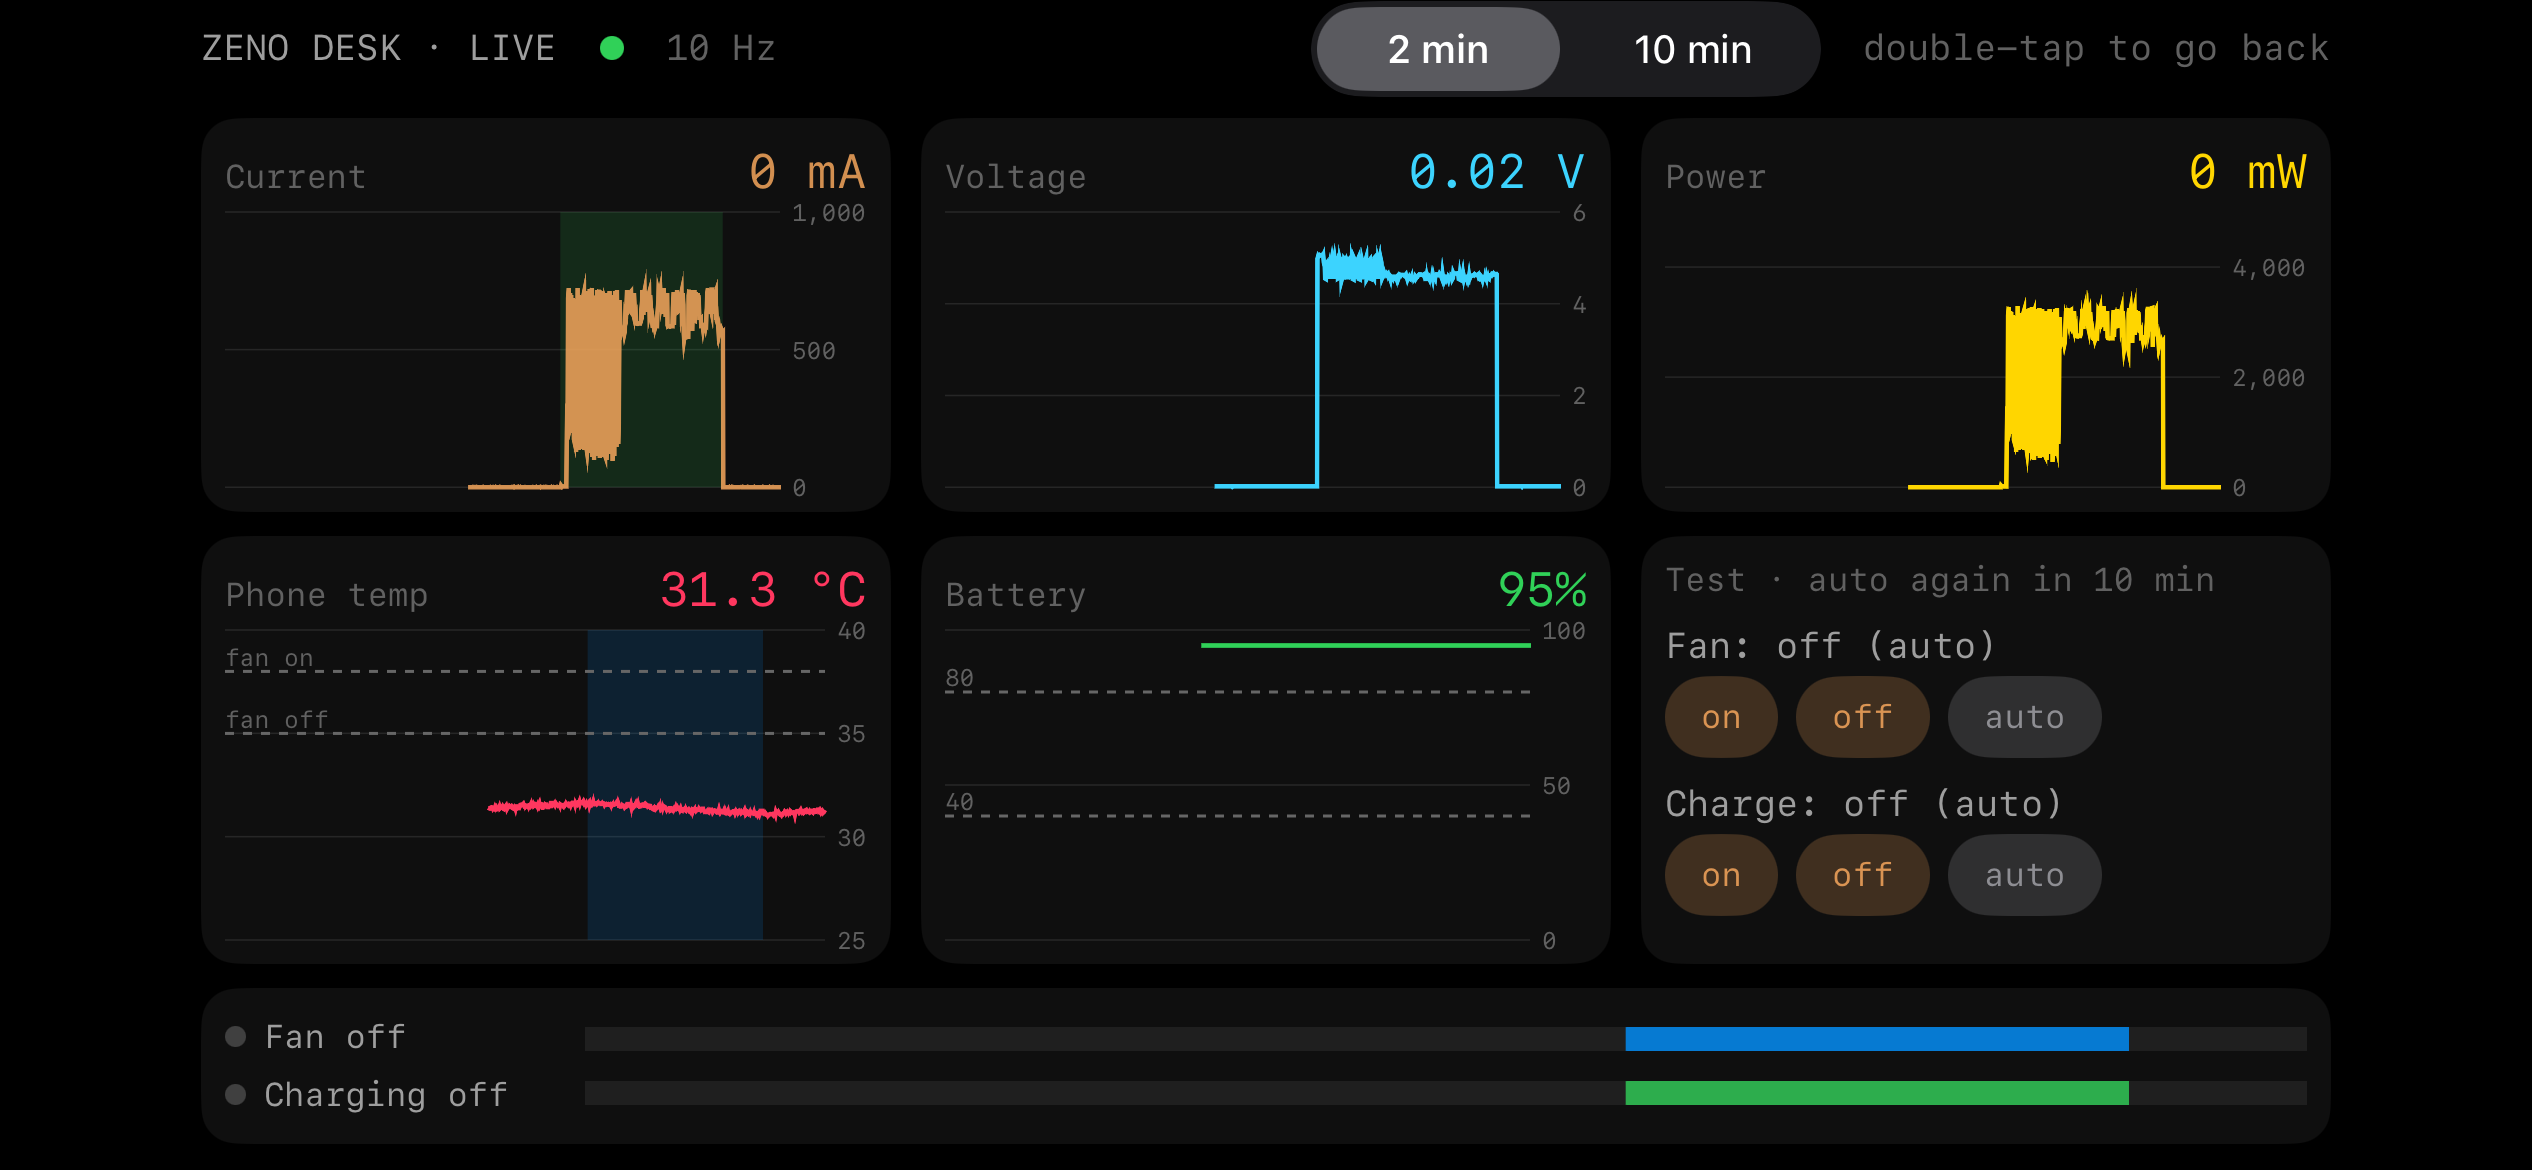 ZENO DESK · LIVE 10 Hz
2 min 10 min
double-tap to go back
Current 0 mA
1,000
500
0
Voltage 0.02 V
6
4
2
0
Power 0 mW
4,000
2,000
0
Phone temp 31.3 °C
40
fan on
fan off
35
30
25
Battery 95%
100
80
50
40
0
Test · auto again in 10 min
Fan: off (auto)
on off auto
Charge: off (auto)
on off auto
Fan off
Charging off